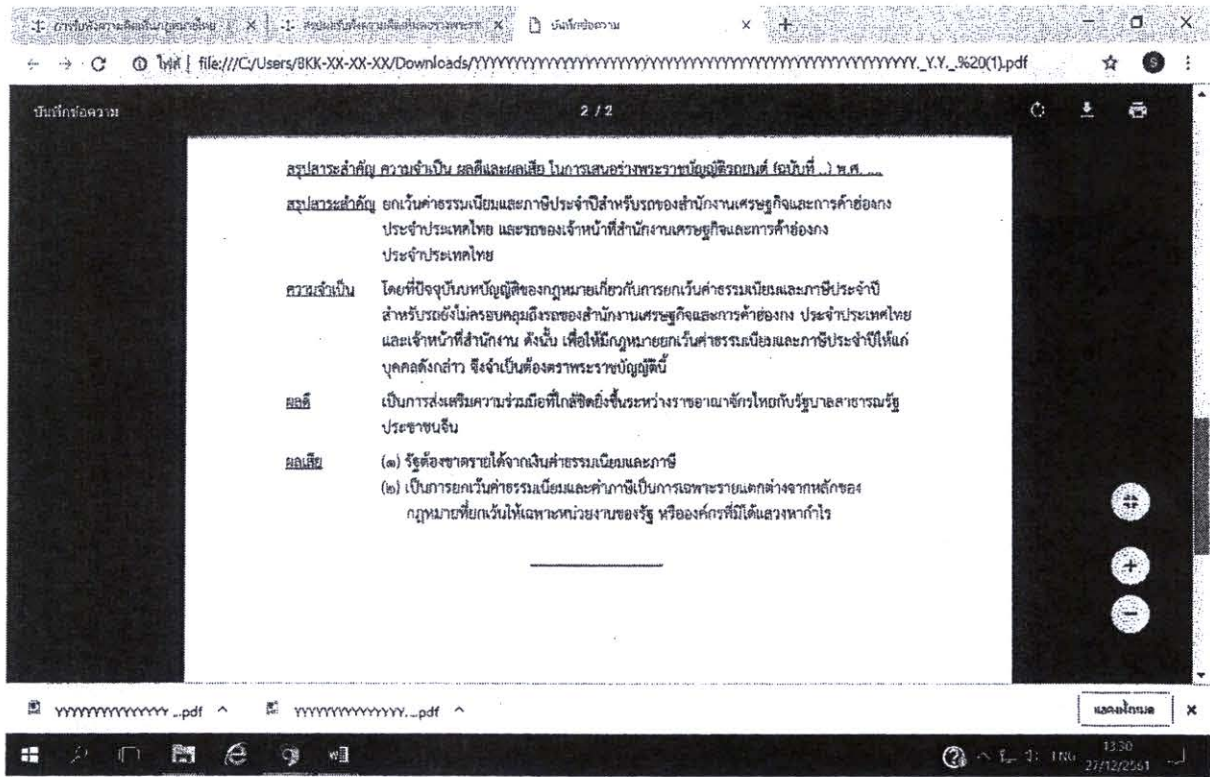 บันทึกข้อความ
ไฟล์ | file:///C:/Users/BKK-XX-XX-XX/Downloads/
%20(1).pdf
S
บันทึกข้อความ
2 / 2
สรุปสาระสำคัญ ความจำเป็น ผลดีและผลเสีย ในการเสนอร่างพระราชบัญญัติรถยนต์ (ฉบับที่ ..) พ.ศ. ....
สรุปสาระสำคัญ ยกเว้นค่าธรรมเนียมและภาษีประจำปีสำหรับรถของสำนักงานเศรษฐกิจและการค้าฮ่องกง
ประจำประเทศไทย และรถของเจ้าหน้าที่สำนักงานเศรษฐกิจและการค้าฮ่องกง
ประจำประเทศไทย
ความจำเป็น โดยที่ปัจจุบันบทบัญญัติของกฎหมายเกี่ยวกับการยกเว้นค่าธรรมเนียมและภาษีประจำปี
สำหรับรถยังไม่ครอบคลุมถึงรถของสำนักงานเศรษฐกิจและการค้าฮ่องกง ประจำประเทศไทย
และเจ้าหน้าที่สำนักงาน ดังนั้น เพื่อให้มีกฎหมายยกเว้นค่าธรรมเนียมและภาษีประจำปีให้แก่
บุคคลดังกล่าว จึงจำเป็นต้องตราพระราชบัญญัตินี้
ผลดี เป็นการส่งเสริมความร่วมมือที่ใกล้ชิดยิ่งขึ้นระหว่างราชอาณาจักรไทยกับรัฐบาลสาธารณรัฐ
ประชาชนจีน
ผลเสีย (๑) รัฐต้องขาดรายได้จากเงินค่าธรรมเนียมและภาษี
(๒) เป็นการยกเว้นค่าธรรมเนียมและค่าภาษีเป็นการเฉพาะรายแตกต่างจากหลักของ
กฎหมายที่ยกเว้นให้เฉพาะหน่วยงานของรัฐ หรือองค์กรที่มิได้แสวงหากำไร
YYYYYYYYYYYYYY _.pdf
YYYYYYYYYYYYYY._.pdf
แสดงทั้งหมด
ENG
13:30
27/12/2561